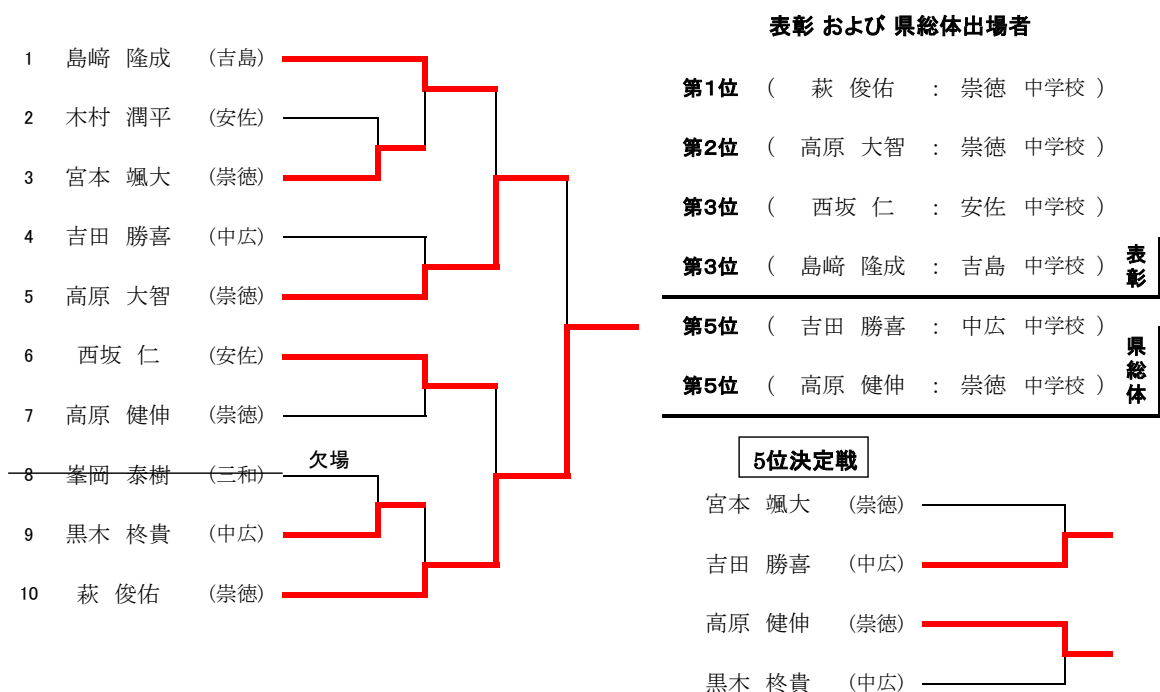 1 島﨑 隆成 (吉島)
2 木村 潤平 (安佐)
3 宮本 颯大 (崇徳)
4 吉田 勝喜 (中広)
5 高原 大智 (崇徳)
6 西坂 仁 (安佐)
7 高原 健伸 (崇徳)
8 峯岡 泰樹 (三和) 欠場
9 黒木 柊貴 (中広)
10 萩 俊佑 (崇徳)
表彰 および 県総体出場者
第1位 ( 萩 俊佑 : 崇徳 中学校 )
第2位 ( 高原 大智 : 崇徳 中学校 )
第3位 ( 西坂 仁 : 安佐 中学校 )
第3位 ( 島﨑 隆成 : 吉島 中学校 )
表彰
第5位 ( 吉田 勝喜 : 中広 中学校 )
第5位 ( 高原 健伸 : 崇徳 中学校 )
県総体
5位決定戦
宮本 颯大 (崇徳)
吉田 勝喜 (中広)
高原 健伸 (崇徳)
黒木 柊貴 (中広)